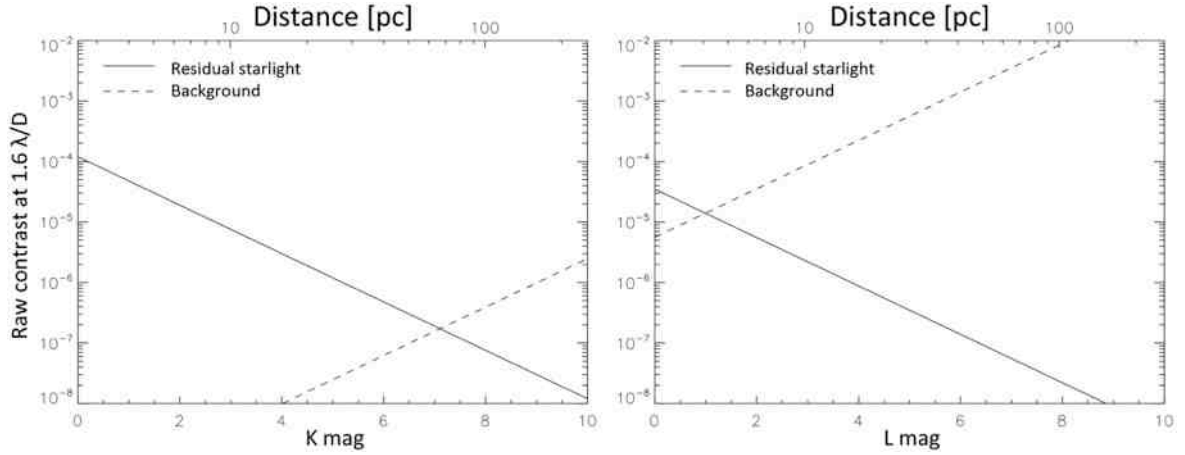 Distance [pc]
10 100
10⁻²
10⁻³
10⁻⁴
10⁻⁵
10⁻⁶
10⁻⁷
10⁻⁸
Raw contrast at 1.6 λ/D
Residual starlight
Background
0 2 4 6 8 10
K mag
Distance [pc]
10 100
10⁻²
10⁻³
10⁻⁴
10⁻⁵
10⁻⁶
10⁻⁷
10⁻⁸
Residual starlight
Background
0 2 4 6 8 10
L mag